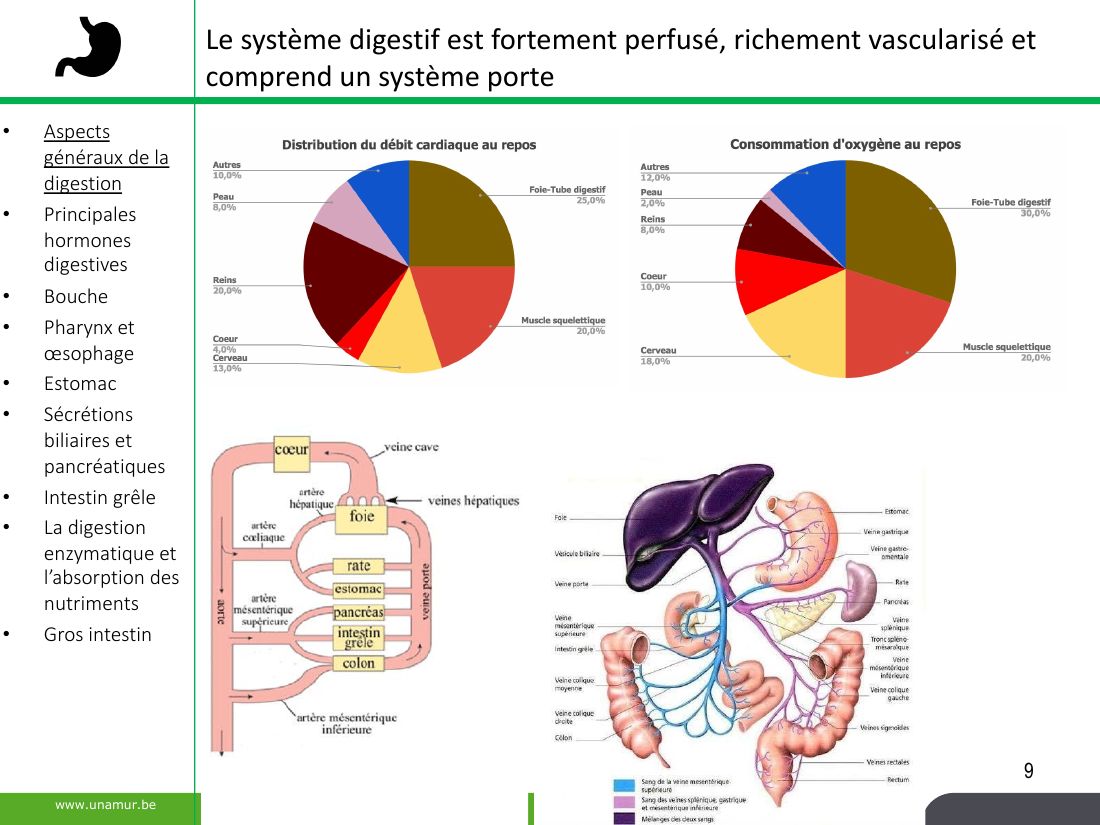 Le système digestif est fortement perfusé, richement vascularisé et
comprend un système porte
• Aspects
généraux de la
digestion
• Principales
hormones
digestives
• Bouche
• Pharynx et
œsophage
• Estomac
• Sécrétions
biliaires et
pancréatiques
• Intestin grêle
• La digestion
enzymatique et
l’absorption des
nutriments
• Gros intestin
Distribution du débit cardiaque au repos
Autres
10,0%
Peau
8,0%
Reins
20,0%
Coeur
4,0%
Cerveau
13,0%
Foie-Tube digestif
25,0%
Muscle squelettique
20,0%
Consommation d'oxygène au repos
Autres
12,0%
Peau
2,0%
Reins
8,0%
Coeur
10,0%
Cerveau
18,0%
Foie-Tube digestif
30,0%
Muscle squelettique
20,0%
cœur
veine cave
artère
hépatique
veines hépatiques
foie
artère
cœliaque
rate
estomac
artère
mésentérique
supérieure
pancréas
intestin
grêle
colon
aorte
veine porte
artère mésentérique
inférieure
Foie
Vésicule biliaire
Veine porte
Veine
mésentérique
supérieure
Intestin grêle
Veine colique
moyenne
Veine colique
droite
Côlon
Estomac
Veine gastrique
Veine gastro-
omentale
Rate
Pancréas
Veine
splénique
Tronc spléno-
mésaraïque
Veine
mésentérique
inférieure
Veine colique
gauche
Veines sigmoïdes
Veines rectales
Rectum
Sang de la veine mésentérique
supérieure
Sang des veines splénique, gastrique
et mésentérique inférieure
Mélanges des deux sangs
9
www.unamur.be